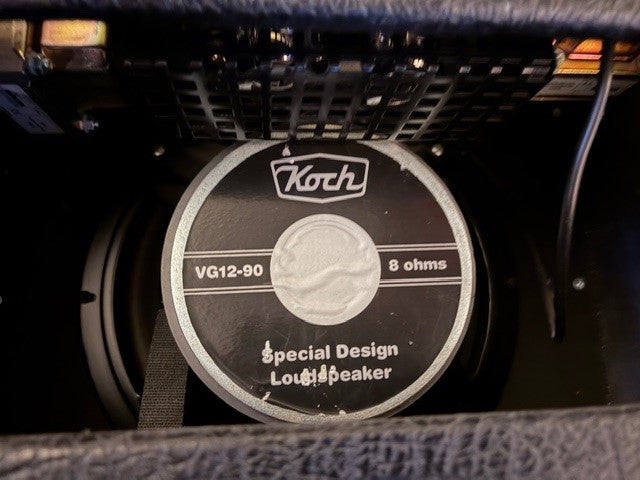 Koch
VG12-90 8 ohms
Special Design
Loudspeaker